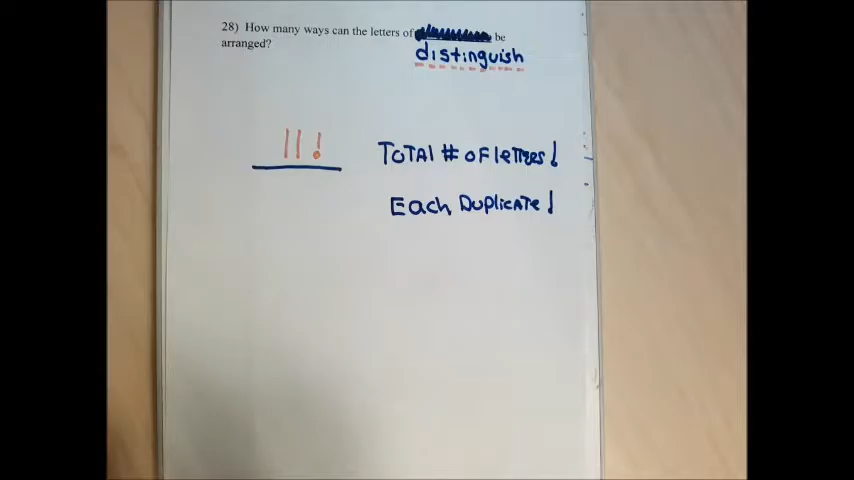 28) How many ways can the letters of be
arranged?
distinguish
11!
TOTAL # OF letters!
Each Duplicate!